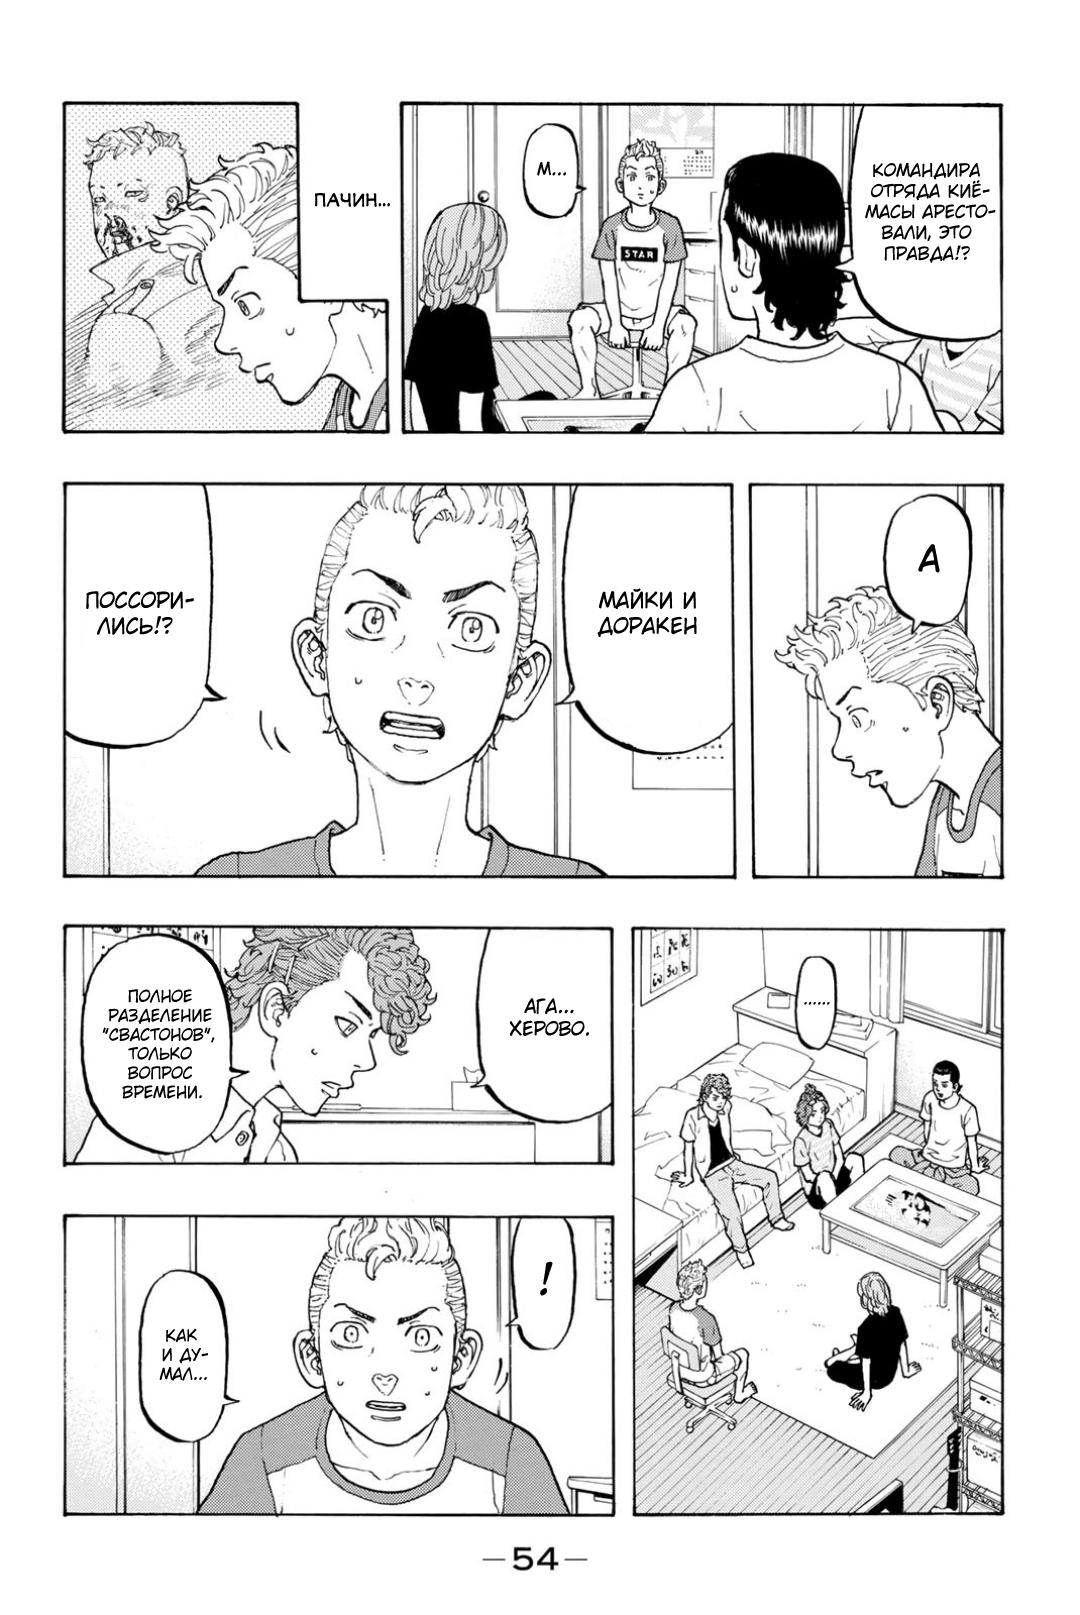 КОМАНДИРА
ОТРЯДА КИЁ-
МАСЫ АРЕСТО-
ВАЛИ, ЭТО
ПРАВДА!?
М...
STAR
ПАЧИН...
А
МАЙКИ И
ДОРАКЕН
ПОССОРИ-
ЛИСЬ!?
......
АГА...
ХЕРОВО.
ПОЛНОЕ
РАЗДЕЛЕНИЕ
"СВАСТОНОВ",
ТОЛЬКО
ВОПРОС
ВРЕМЕНИ.
!
КАК
И ДУ-
МАЛ...
—54—